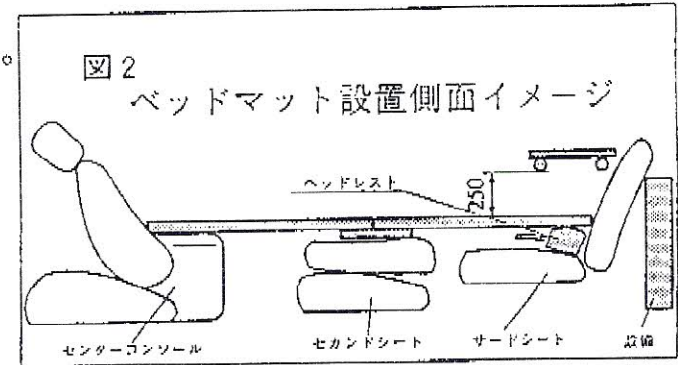 図2
ベッドマット設置側面イメージ
ヘッドレスト
250
センターコンソール
セカンドシート
サードシート
設備